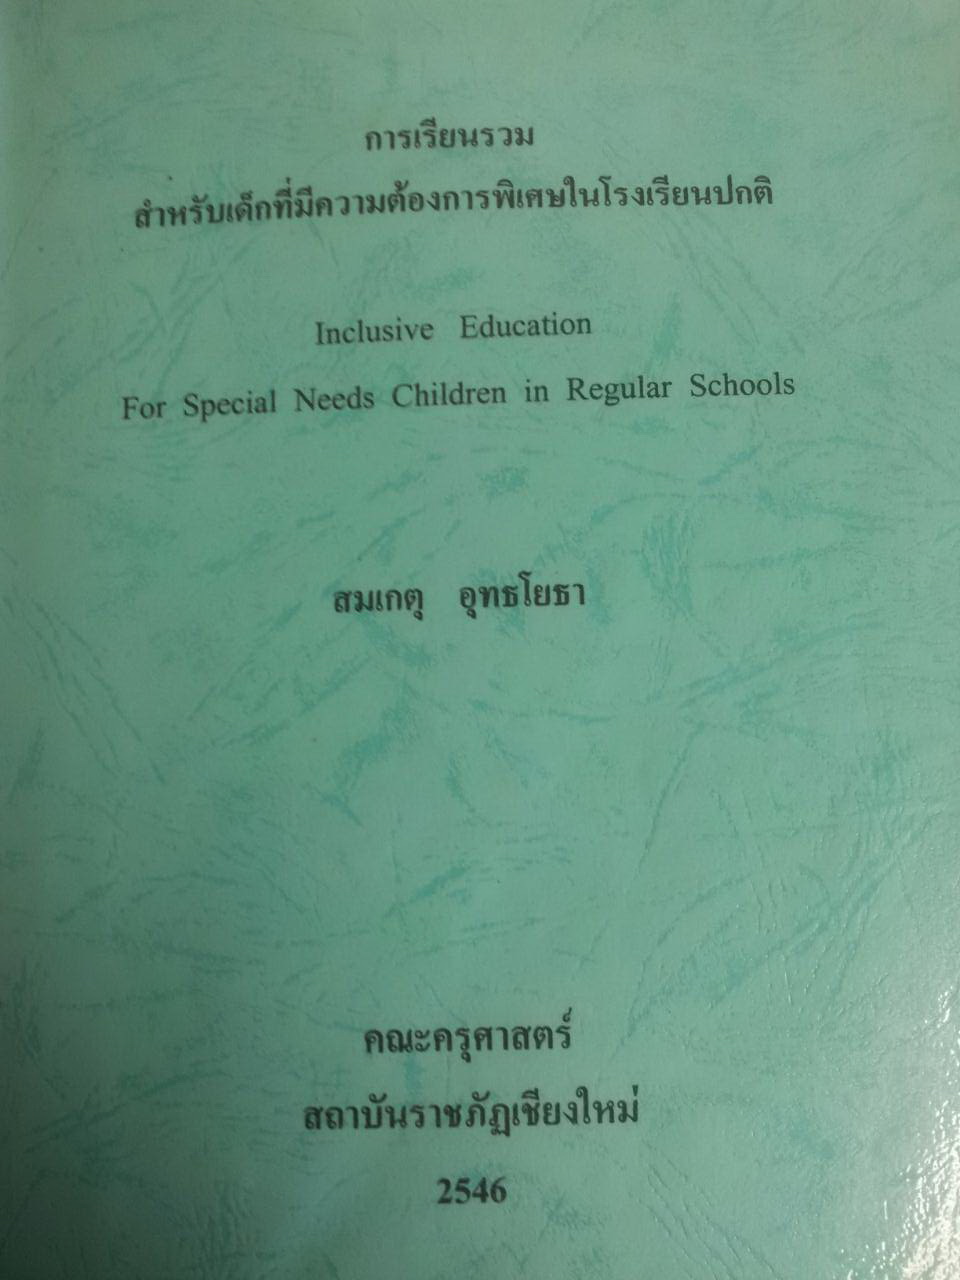 การเรียนรวม
สำหรับเด็กที่มีความต้องการพิเศษในโรงเรียนปกติ
Inclusive Education
For Special Needs Children in Regular Schools
สมเกตุ อุทธโยธา
คณะครุศาสตร์
สถาบันราชภัฏเชียงใหม่
2546